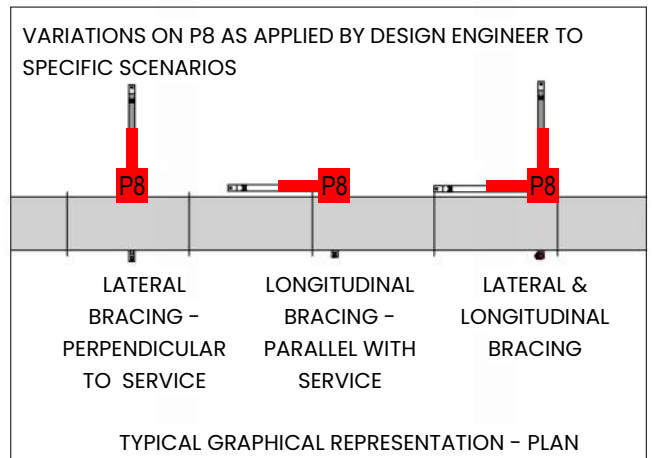 VARIATIONS ON P8 AS APPLIED BY DESIGN ENGINEER TO
SPECIFIC SCENARIOS
P8
P8
P8
LATERAL
BRACING -
PERPENDICULAR
TO SERVICE
LONGITUDINAL
BRACING -
PARALLEL WITH
SERVICE
LATERAL &
LONGITUDINAL
BRACING
TYPICAL GRAPHICAL REPRESENTATION - PLAN